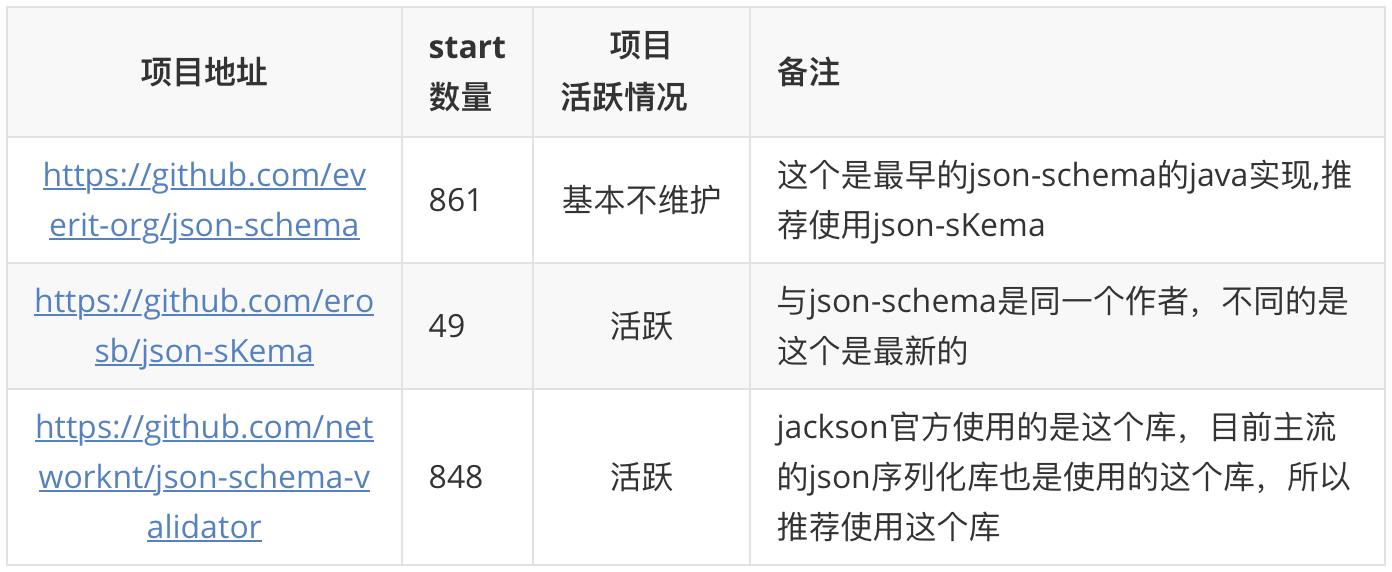 项目地址
start
数量
项目
活跃情况
备注
https://github.com/ev
erit-org/json-schema
861
基本不维护
这个是最早的json-schema的java实现,推
荐使用json-sKema
https://github.com/ero
sb/json-sKema
49
活跃
与json-schema是同一个作者，不同的是
这个是最新的
https://github.com/net
worknt/json-schema-v
alidator
848
活跃
jackson官方使用的是这个库，目前主流
的json序列化库也是使用的这个库，所以
推荐使用这个库